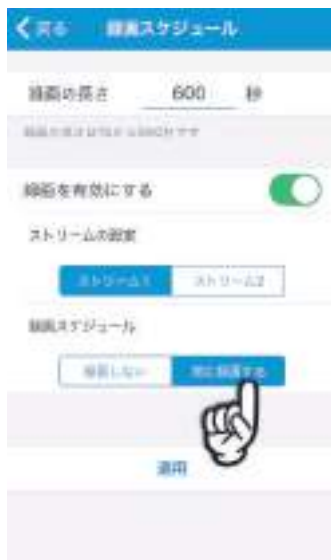 戻る 録画スケジュール
録画の長さ 600 秒
録画を有効にする
ストリームの設定
ストリーム1 ストリーム2
録画スケジュール
録画しない 常に録画する
適用